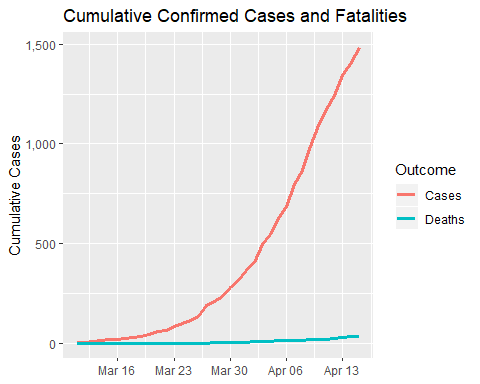 Cumulative Confirmed Cases and Fatalities
1,500
1,000
500
0
Cumulative Cases
Mar 16 Mar 23 Mar 30 Apr 06 Apr 13
Outcome
Cases
Deaths